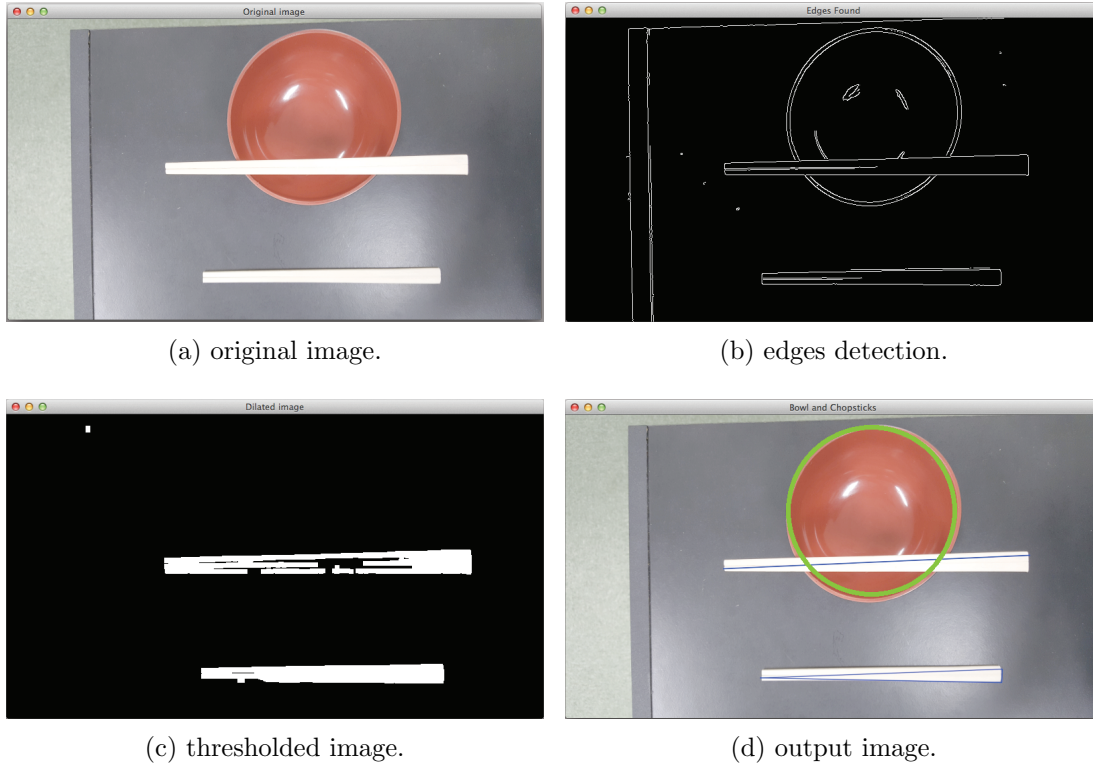 Original image
Edges Found
(a) original image.
(b) edges detection.
Dilated image
Bowl and Chopsticks
(c) thresholded image.
(d) output image.